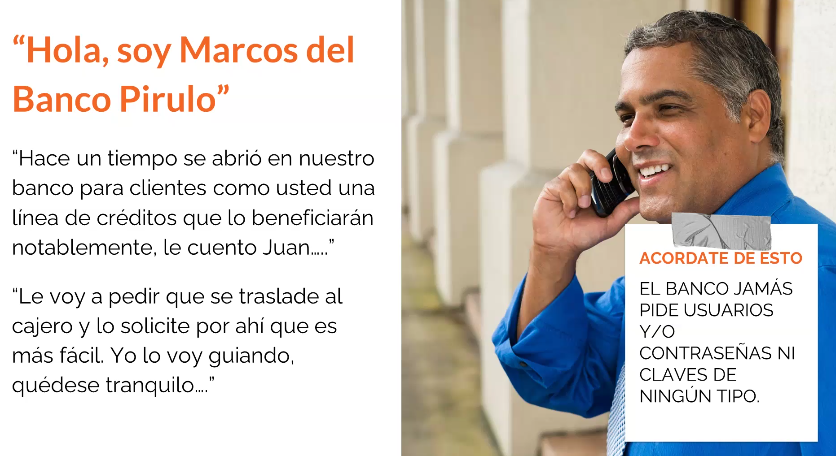 “Hola, soy Marcos del
Banco Pirulo”
“Hace un tiempo se abrió en nuestro
banco para clientes como usted una
línea de créditos que lo beneficiarán
notablemente, le cuento Juan.....”
“Le voy a pedir que se traslade al
cajero y lo solicite por ahí que es
más fácil. Yo lo voy guiando,
quédese tranquilo....”
ACORDATE DE ESTO
EL BANCO JAMÁS
PIDE USUARIOS
Y/O
CONTRASEÑAS NI
CLAVES DE
NINGÚN TIPO.